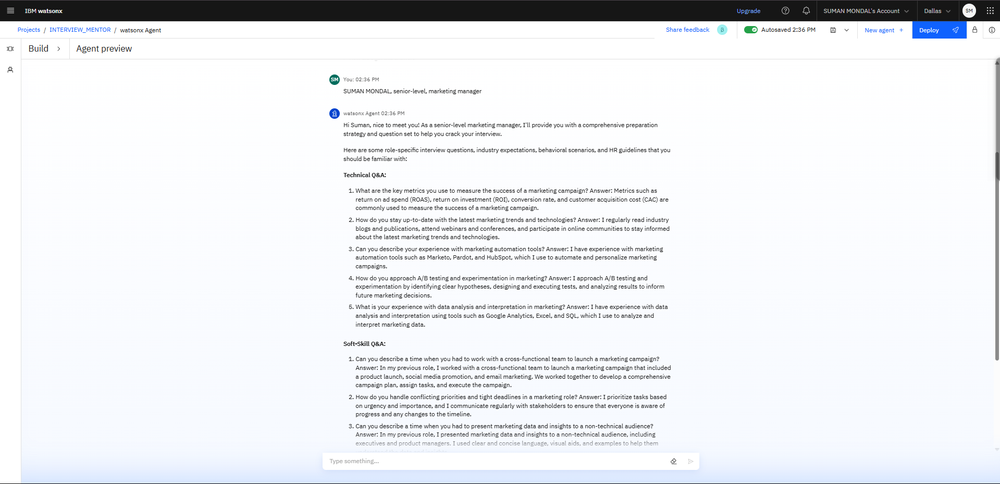 IBM watsonx
Upgrade
SUMAN MONDAL's Account
Dallas
SM
Projects / INTERVIEW_MENTOR / watsonx Agent
Share feedback
β
Autosaved 2:36 PM
New agent +
Deploy
Build
Agent preview
SM
You: 02:36 PM
SUMAN MONDAL, senior-level, marketing manager
watsonx Agent 02:36 PM
Hi Suman, nice to meet you! As a senior-level marketing manager, I'll provide you with a comprehensive preparation
strategy and question set to help you crack your interview.
Here are some role-specific interview questions, industry expectations, behavioral scenarios, and HR guidelines that you
should be familiar with:
Technical Q&A:
1. What are the key metrics you use to measure the success of a marketing campaign? Answer: Metrics such as
return on ad spend (ROAS), return on investment (ROI), conversion rate, and customer acquisition cost (CAC) are
commonly used to measure the success of a marketing campaign.
2. How do you stay up-to-date with the latest marketing trends and technologies? Answer: I regularly read industry
blogs and publications, attend webinars and conferences, and participate in online communities to stay informed
about the latest marketing trends and technologies.
3. Can you describe your experience with marketing automation tools? Answer: I have experience with marketing
automation tools such as Marketo, Pardot, and HubSpot, which I use to automate and personalize marketing
campaigns.
4. How do you approach A/B testing and experimentation in marketing? Answer: I approach A/B testing and
experimentation by identifying clear hypotheses, designing and executing tests, and analyzing results to inform
future marketing decisions.
5. What is your experience with data analysis and interpretation in marketing? Answer: I have experience with data
analysis and interpretation using tools such as Google Analytics, Excel, and SQL, which I use to analyze and
interpret marketing data.
Soft-Skill Q&A:
1. Can you describe a time when you had to work with a cross-functional team to launch a marketing campaign?
Answer: In my previous role, I worked with a cross-functional team to launch a marketing campaign that included
a product launch, social media promotion, and email marketing. We worked together to develop a comprehensive
campaign plan, assign tasks, and execute the campaign.
2. How do you handle conflicting priorities and tight deadlines in a marketing role? Answer: I prioritize tasks based
on urgency and importance, and I communicate regularly with stakeholders to ensure that everyone is aware of
progress and any changes to the timeline.
3. Can you describe a time when you had to present marketing data and insights to a non-technical audience?
Answer: In my previous role, I presented marketing data and insights to a non-technical audience, including
executives and product managers. I used clear and concise language, visual aids, and examples to help them
Type something...